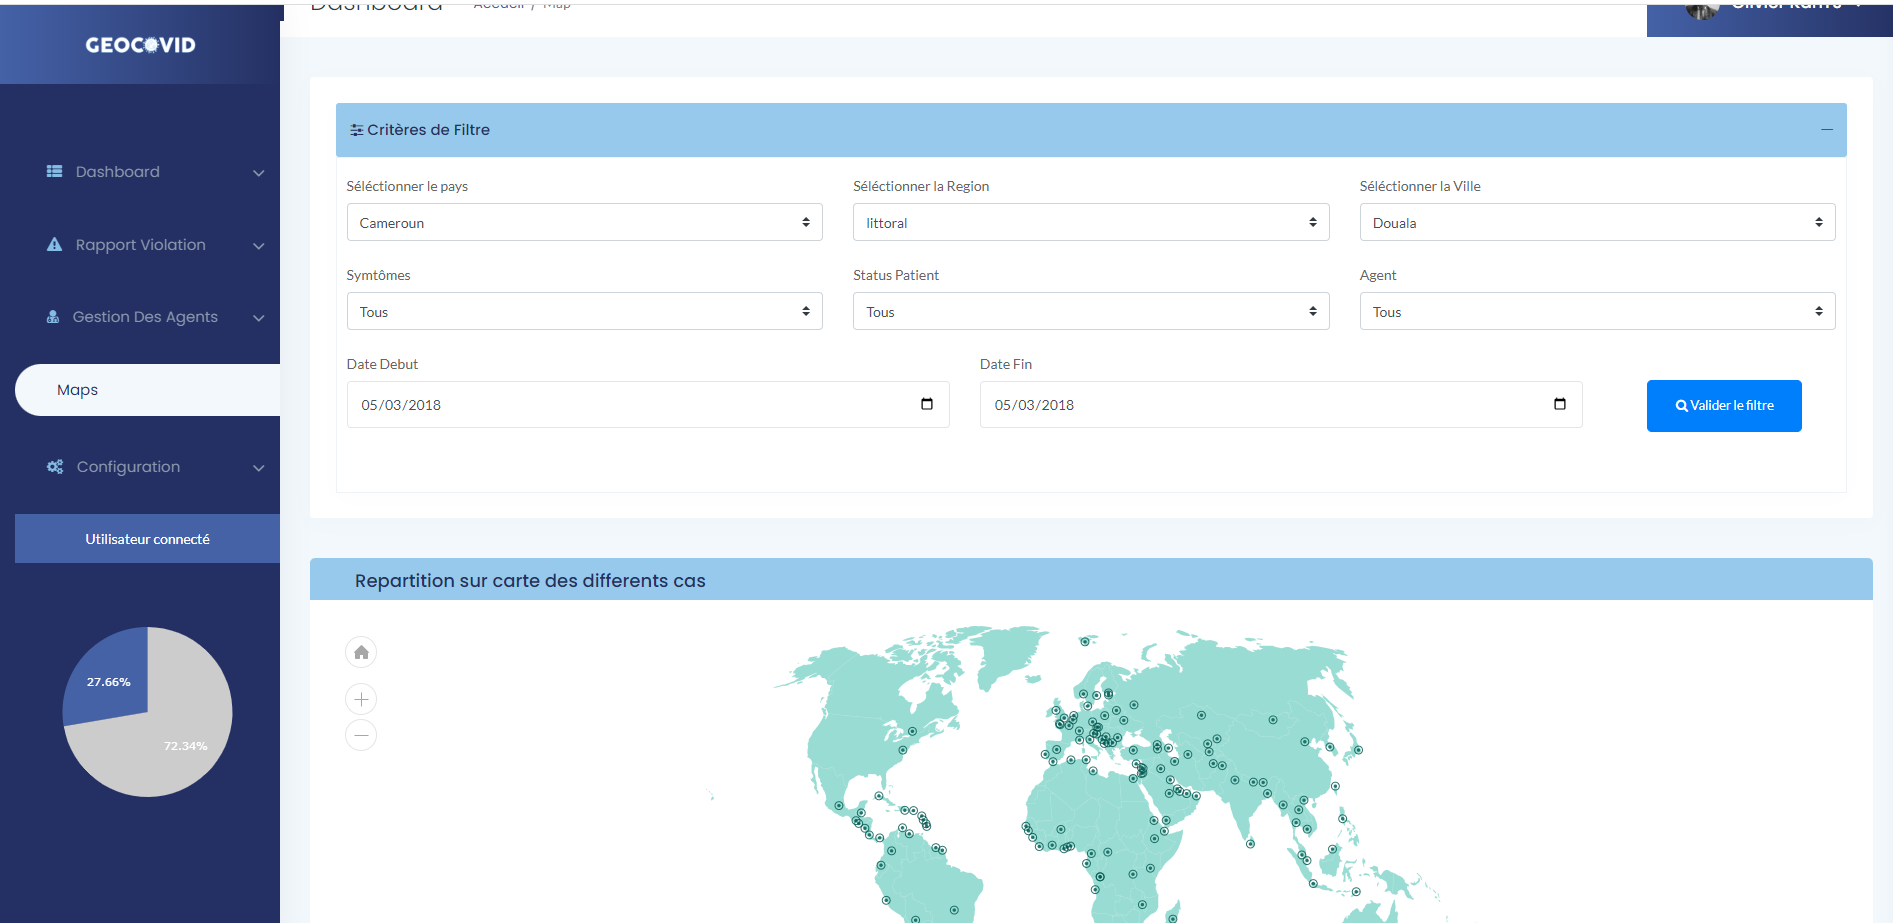 Dashboard Accueil / Map
GEOCOVID
Critères de Filtre
Séléctionner le pays Séléctionner la Region Séléctionner la Ville
Cameroun littoral Douala
Symtômes Status Patient Agent
Tous Tous Tous
Date Debut Date Fin
05/03/2018 05/03/2018 Valider le filtre
Dashboard
Rapport Violation
Gestion Des Agents
Maps
Configuration
Utilisateur connecté
27.66%
72.34%
Repartition sur carte des differents cas